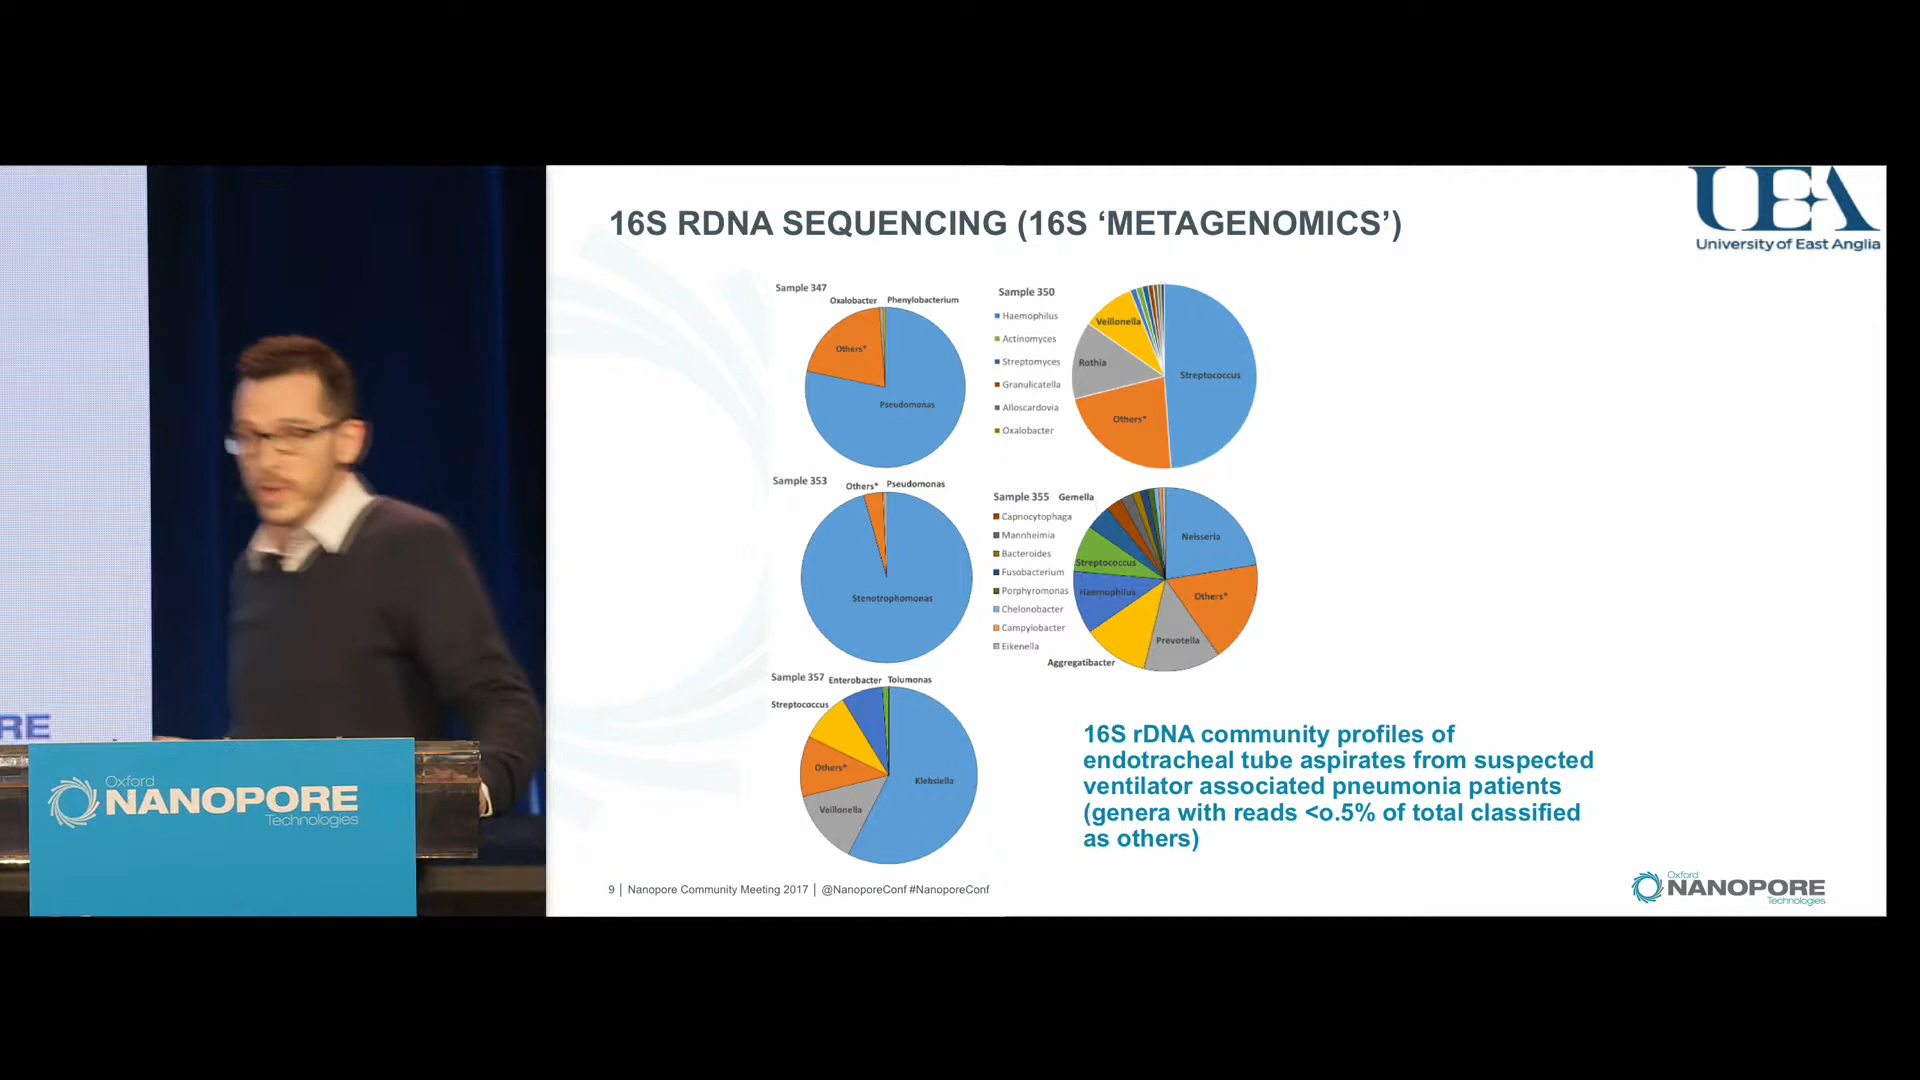 16S RDNA SEQUENCING (16S ‘METAGENOMICS’)
UEA
University of East Anglia
Sample 347
Oxalobacter
Phenylobacterium
Others*
Pseudomonas
Sample 350
Haemophilus
Actinomyces
Streptomyces
Granulicatella
Alloscardovia
Oxalobacter
Veillonella
Rothia
Streptococcus
Others*
Sample 353
Others*
Pseudomonas
Stenotrophomonas
Sample 355
Gemella
Capnocytophaga
Mannheimia
Bacteroides
Fusobacterium
Porphyromonas
Chelonobacter
Campylobacter
Eikenella
Neisseria
Streptococcus
Haemophilus
Others*
Prevotella
Aggregatibacter
Sample 357
Enterobacter
Tolumonas
Streptococcus
Others*
Klebsiella
Veillonella
16S rDNA community profiles of
endotracheal tube aspirates from suspected
ventilator associated pneumonia patients
(genera with reads <o.5% of total classified
as others)
9 | Nanopore Community Meeting 2017 | @NanoporeConf #NanoporeConf
Oxford
NANOPORE
Technologies
RE
Oxford
NANOPORE
Technologies